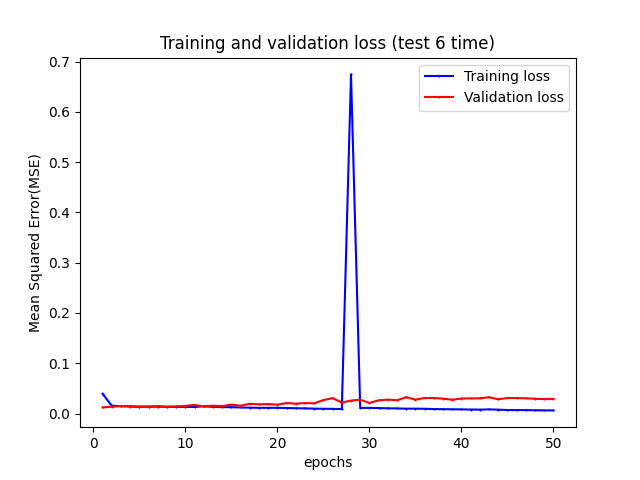 Training and validation loss (test 6 time)
Training loss
Validation loss
Mean Squared Error(MSE)
0.7
0.6
0.5
0.4
0.3
0.2
0.1
0.0
0
10
20
30
40
50
epochs